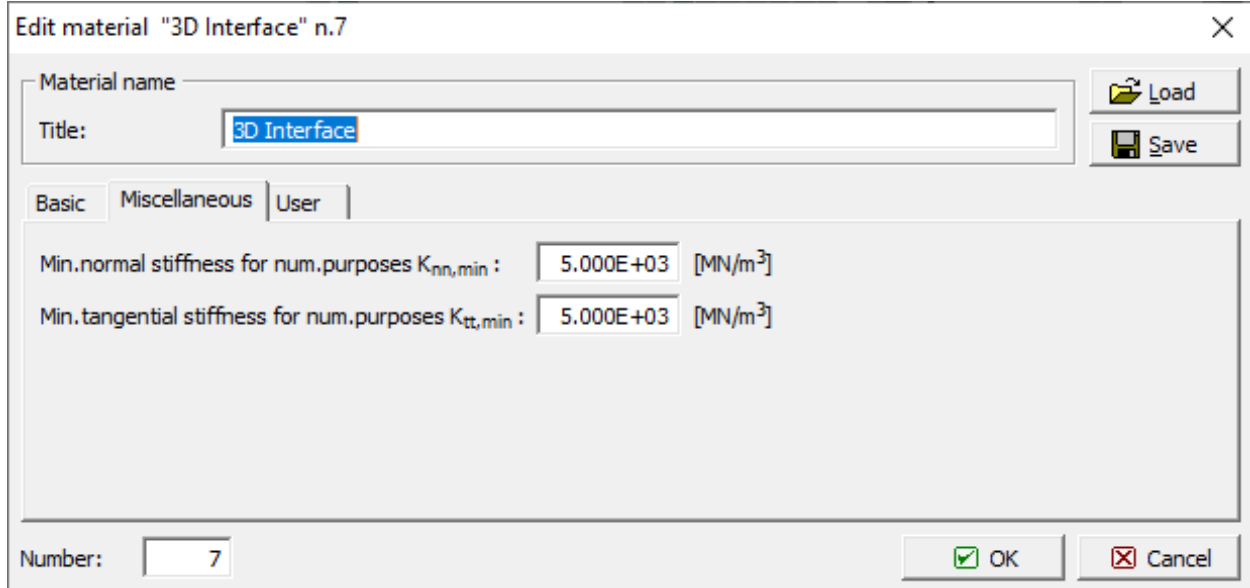 Edit material "3D Interface" n.7
Material name
Load
Title: 3D Interface
Save
Basic Miscellaneous User
Min.normal stiffness for num.purposes Knn,min : 5.000E+03 [MN/m³]
Min.tangential stiffness for num.purposes Ktt,min : 5.000E+03 [MN/m³]
Number: 7 OK Cancel